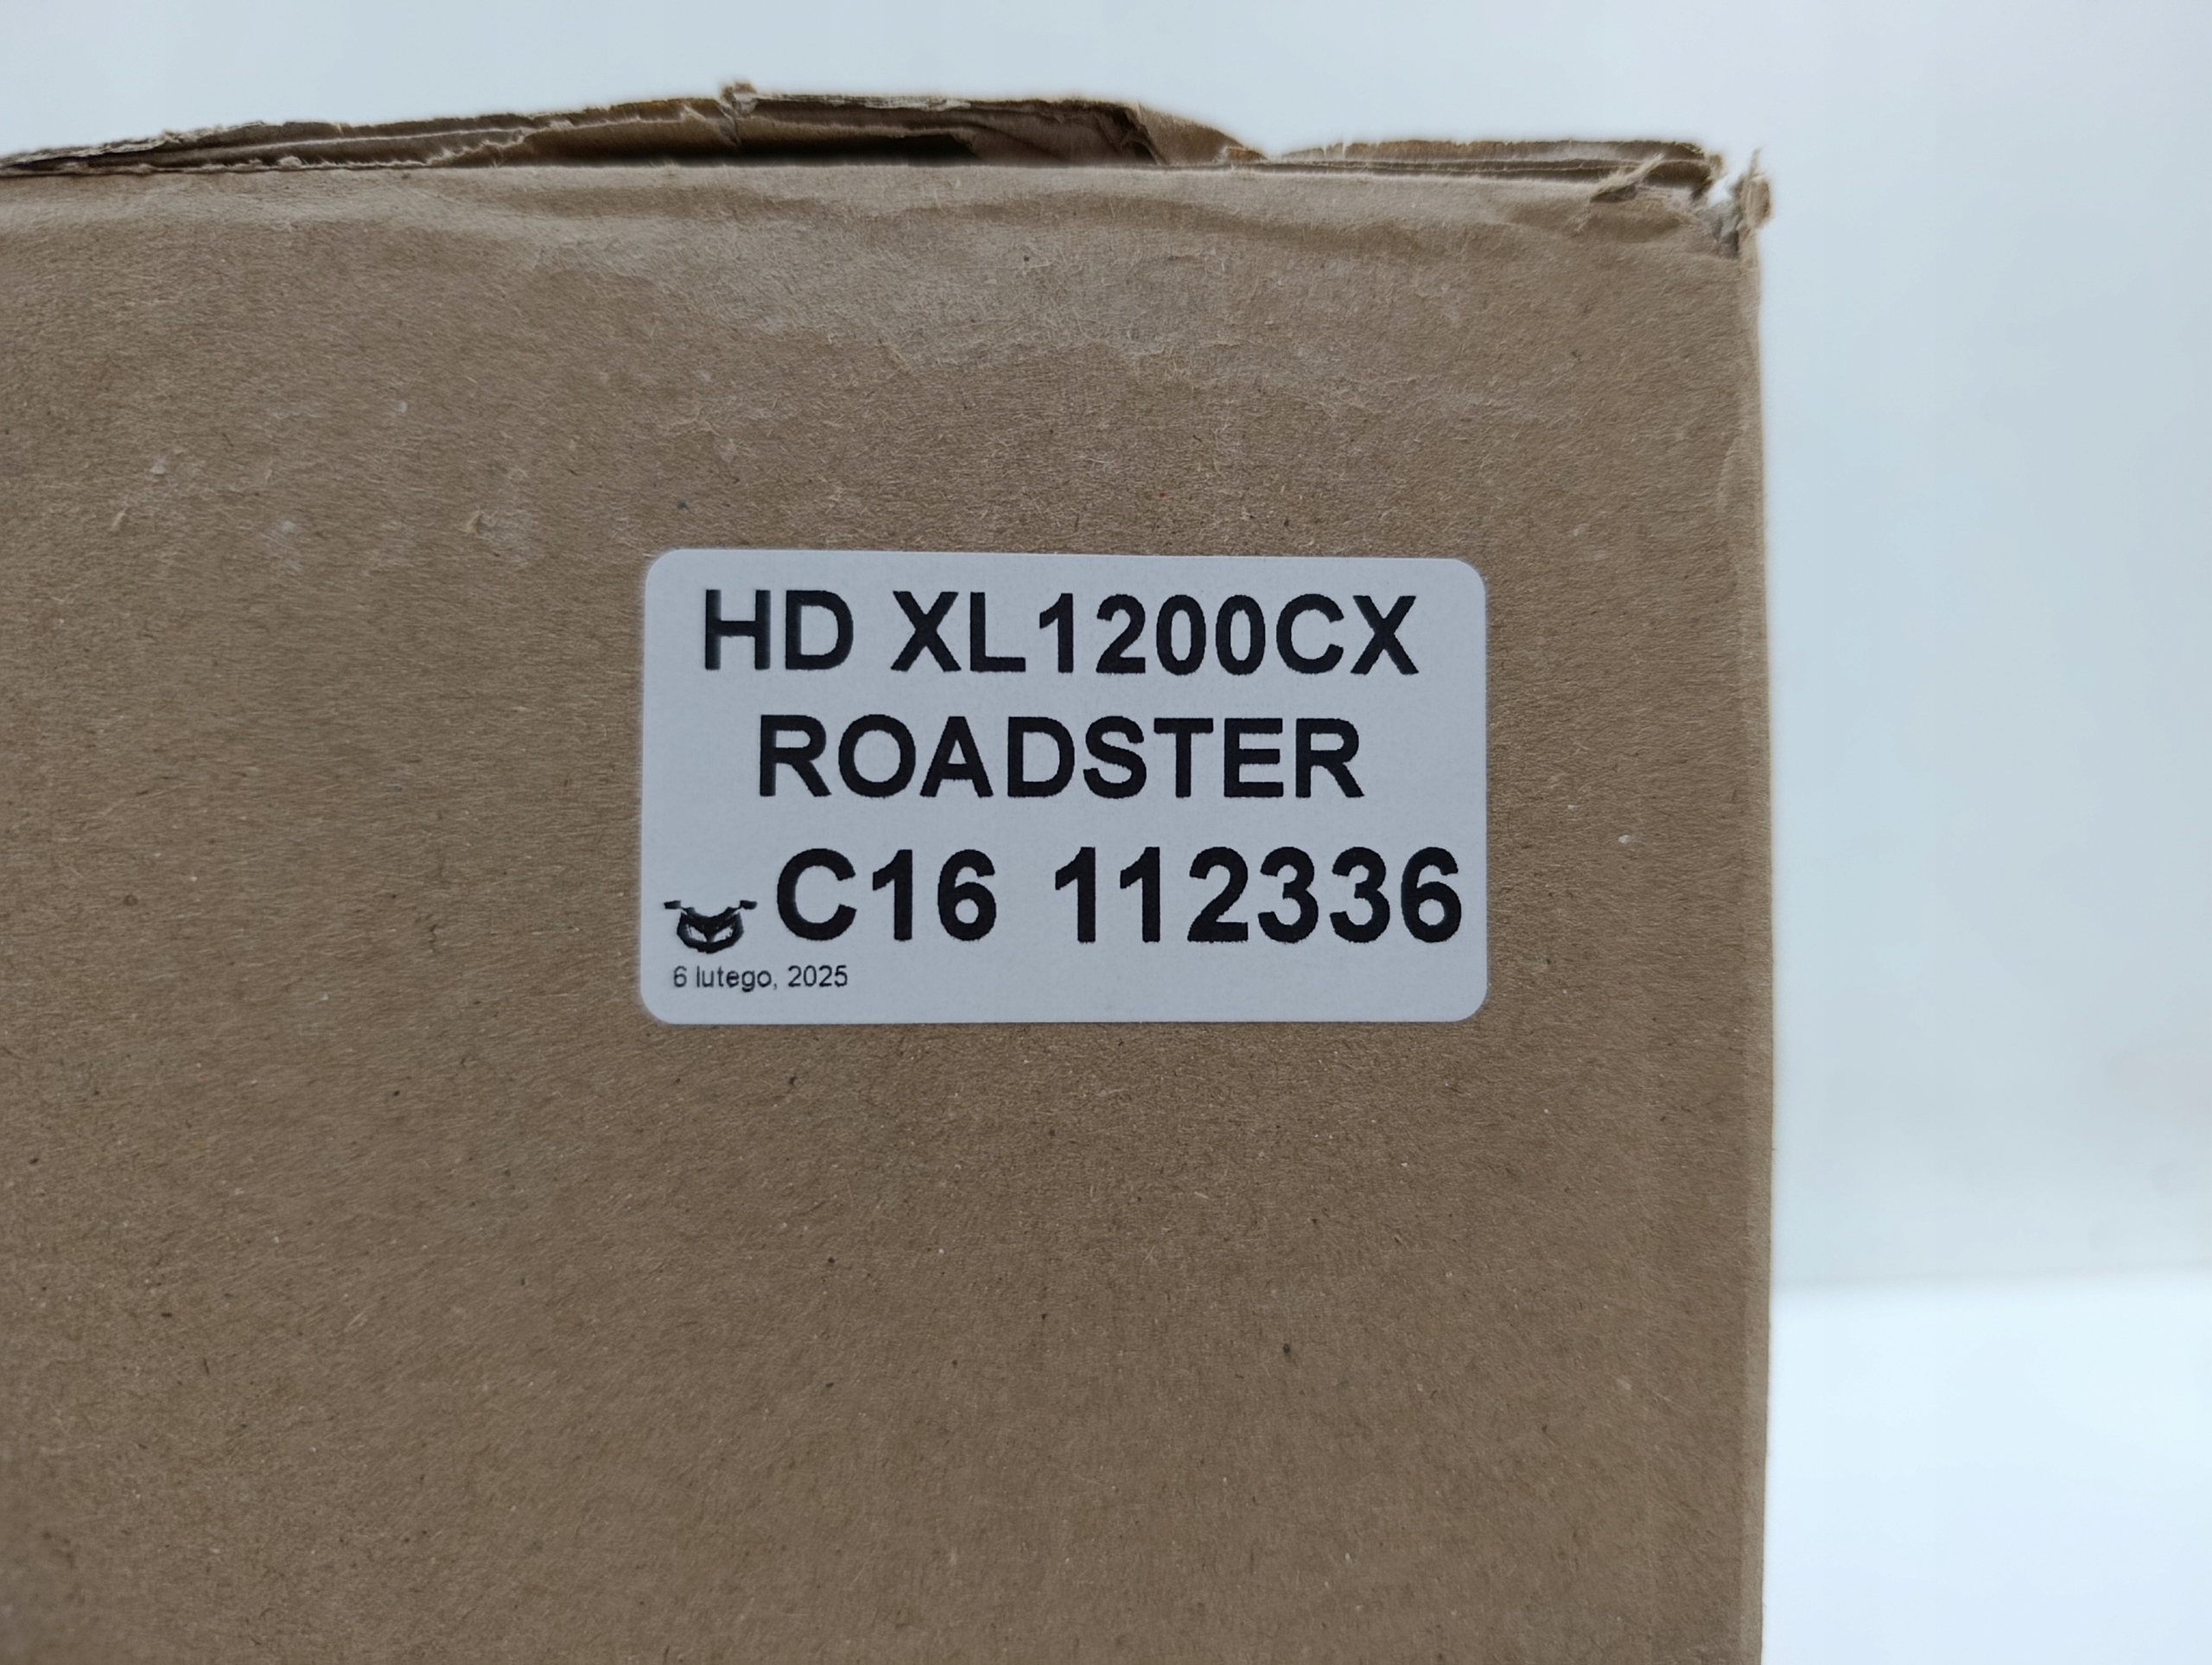 HD XL1200CX
ROADSTER
C16 112336
6 lutego, 2025